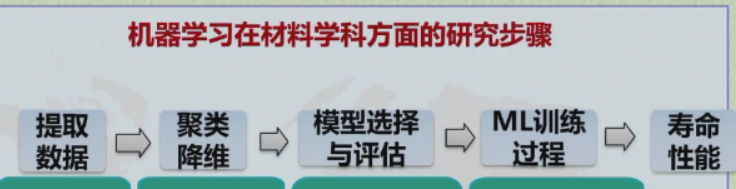 机器学习在材料学科方面的研究步骤
提取
数据
聚类
降维
模型选择
与评估
ML训练
过程
寿命
性能